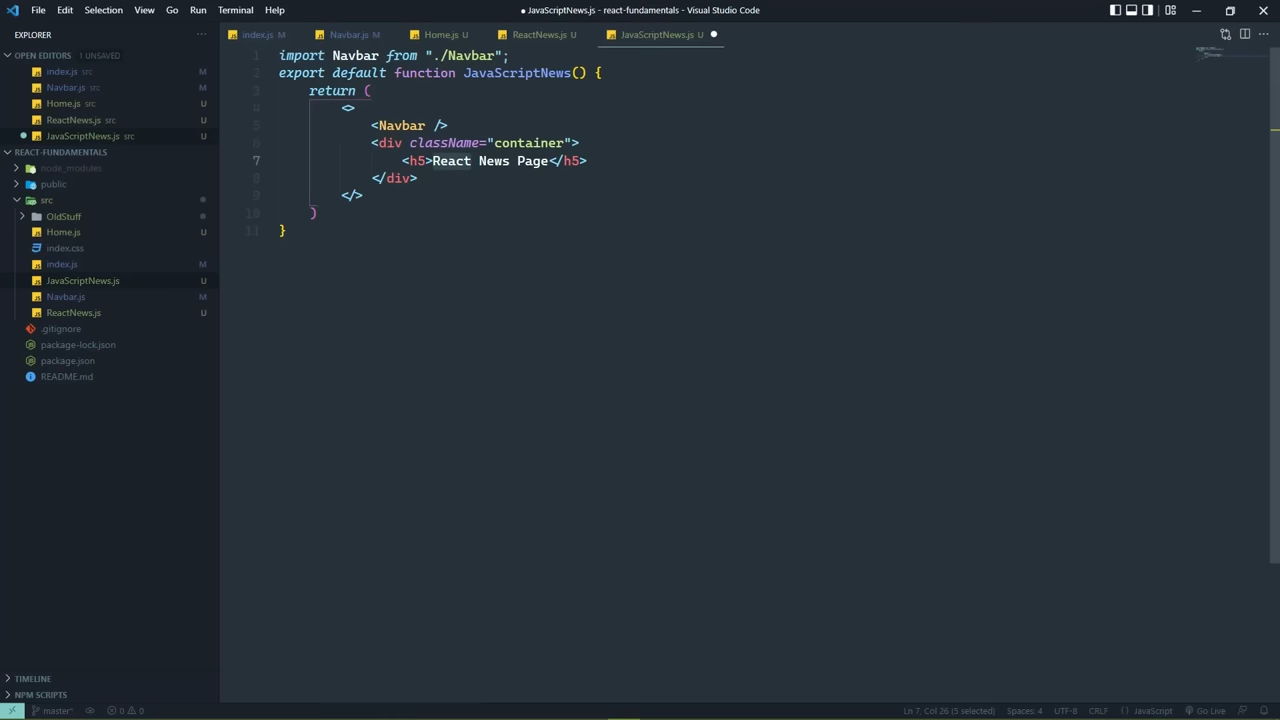 File Edit Selection View Go Run Terminal Help
● JavaScriptNews.js - react-fundamentals - Visual Studio Code
EXPLORER
OPEN EDITORS 1 UNSAVED
index.js src M
Navbar.js src M
Home.js src U
ReactNews.js src U
JavaScriptNews.js src U
REACT-FUNDAMENTALS
node_modules
public
src
OldStuff
Home.js U
index.css
index.js M
JavaScriptNews.js U
Navbar.js M
ReactNews.js U
.gitignore
package-lock.json
package.json
README.md
TIMELINE
NPM SCRIPTS
index.js M Navbar.js M Home.js U ReactNews.js U JavaScriptNews.js U
1 import Navbar from "./Navbar";
2 export default function JavaScriptNews() {
3 return (
4 <>
5 <Navbar />
6 <div className="container">
7 <h5>React News Page</h5>
8 </div>
9 </>
10 )
11 }
master* 0 0 Ln 7, Col 26 (5 selected) Spaces: 4 UTF-8 CRLF {} JavaScript Go Live